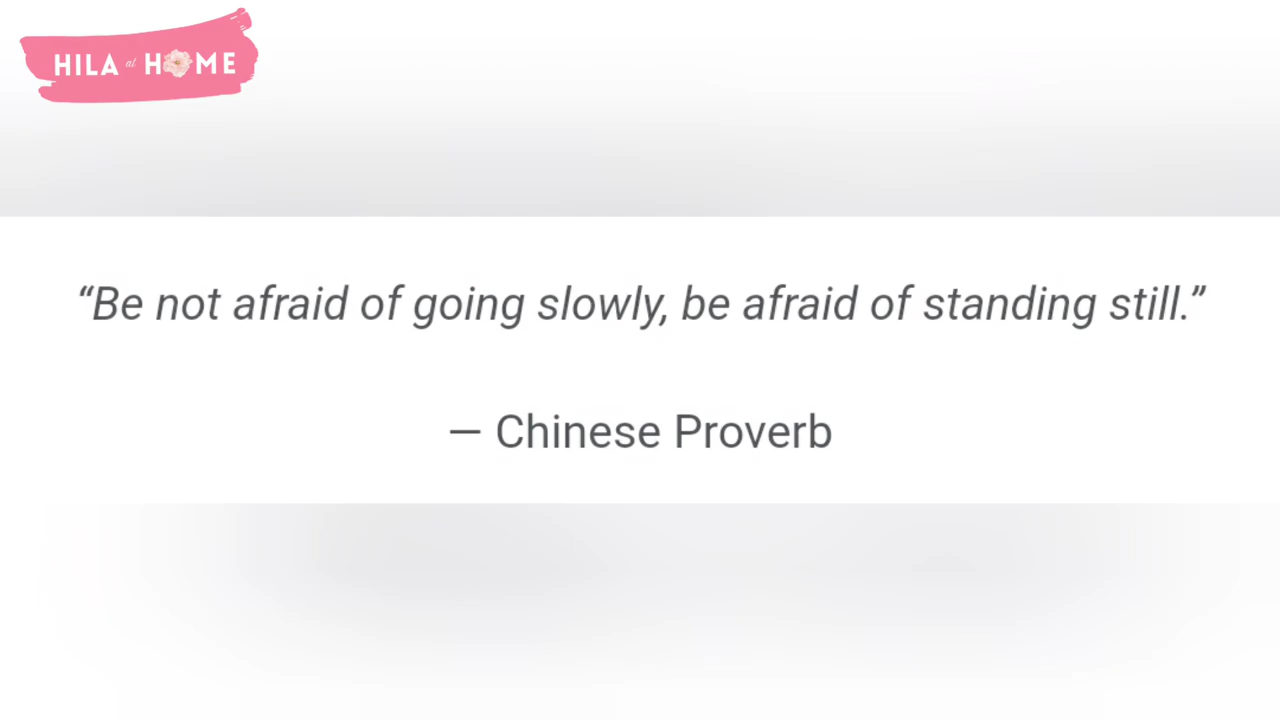 HILA at HOME
“Be not afraid of going slowly, be afraid of standing still.”
— Chinese Proverb